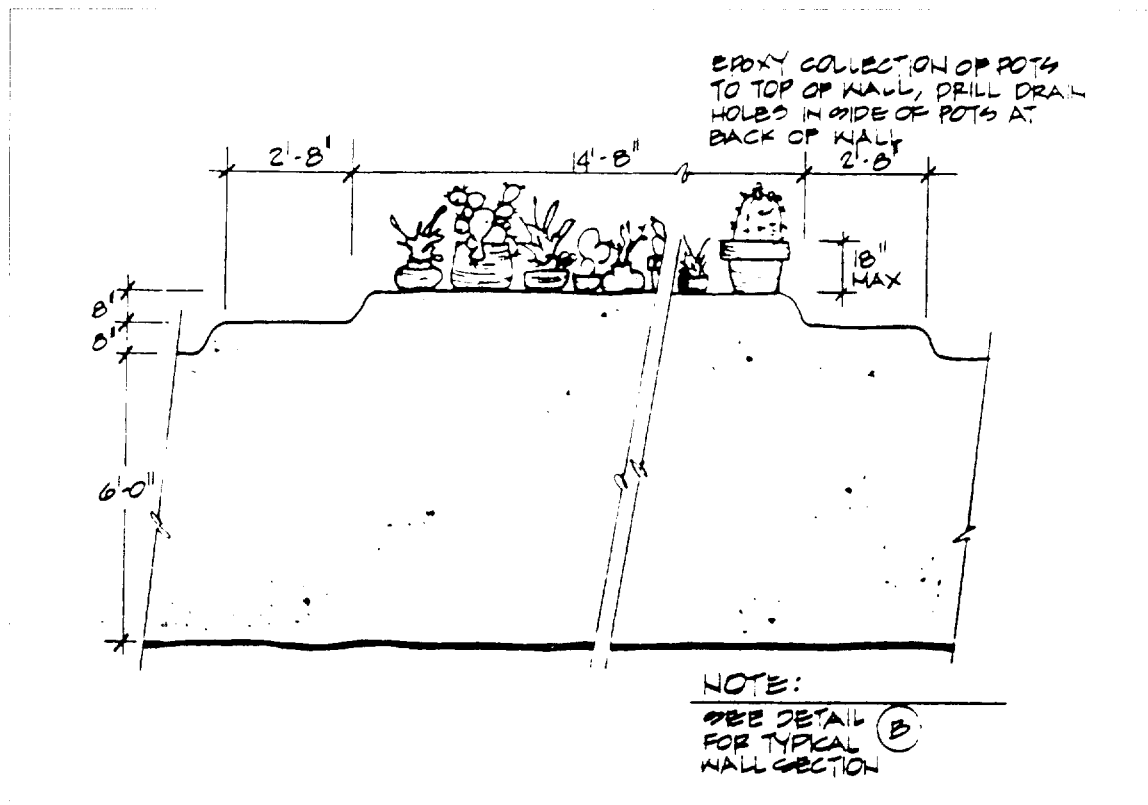 EPOXY COLLECTION OF POTS
TO TOP OF WALL, DRILL DRAIN
HOLES IN SIDE OF POTS AT
BACK OF WALL
2'-8"
14'-8"
2'-8"
18"
MAX
8"
8"
6'-0"
NOTE:
SEE DETAIL B
FOR TYPICAL
WALL SECTION